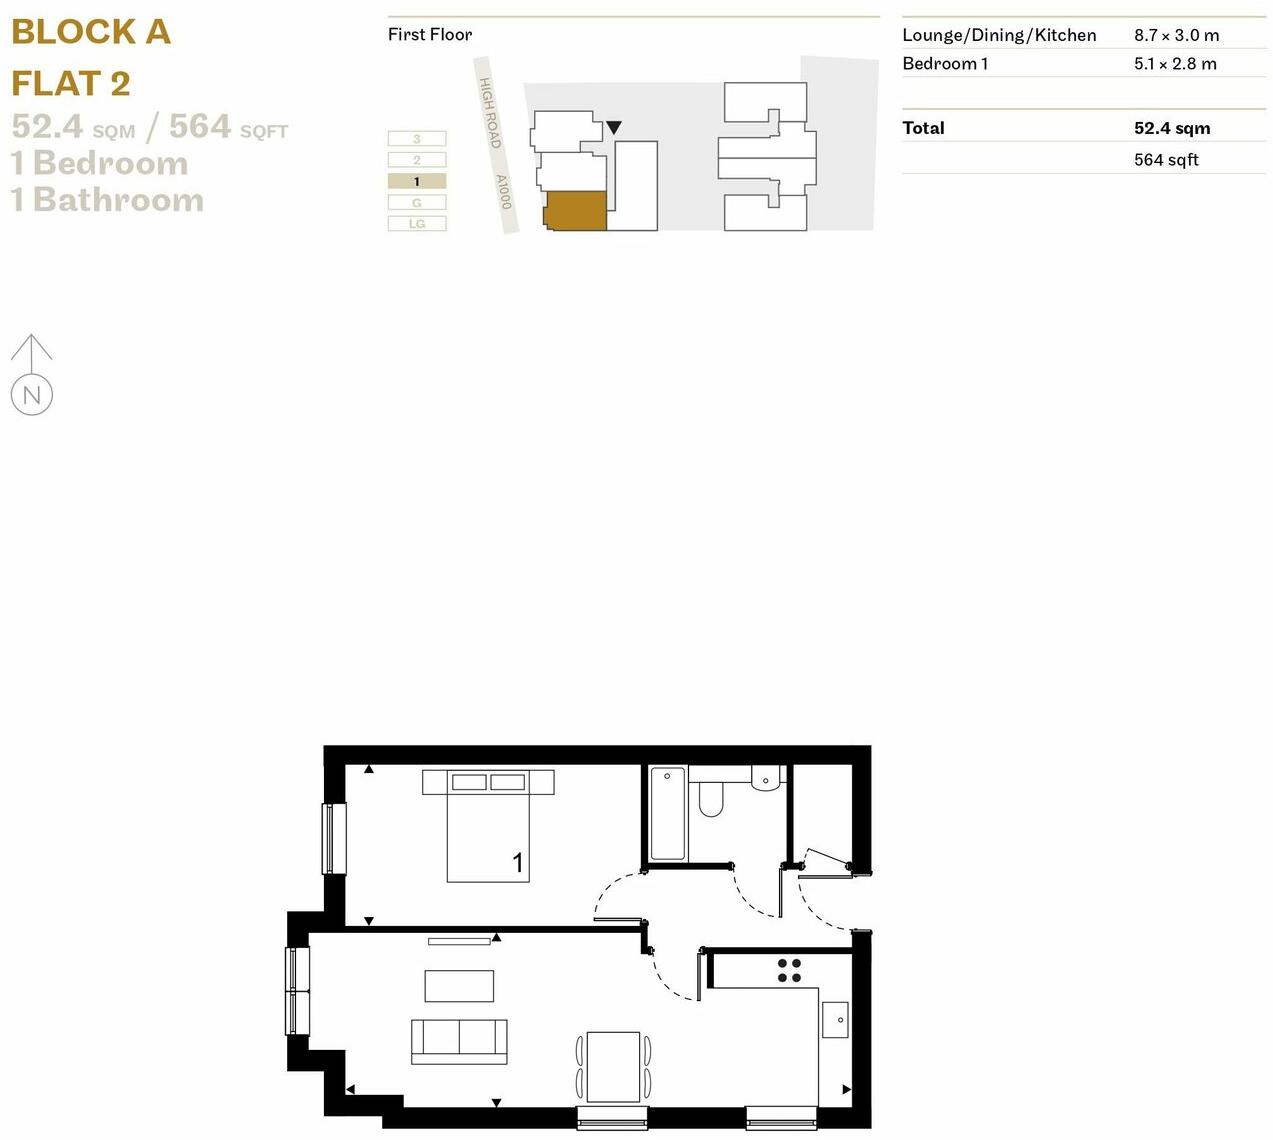 BLOCK A
FLAT 2
52.4 SQM / 564 SQFT
1 Bedroom
1 Bathroom
First Floor
3
2
1
G
LG
HIGH ROAD
A1000
Lounge/Dining/Kitchen 8.7 × 3.0 m
Bedroom 1 5.1 × 2.8 m
Total 52.4 sqm
564 sqft
N
1